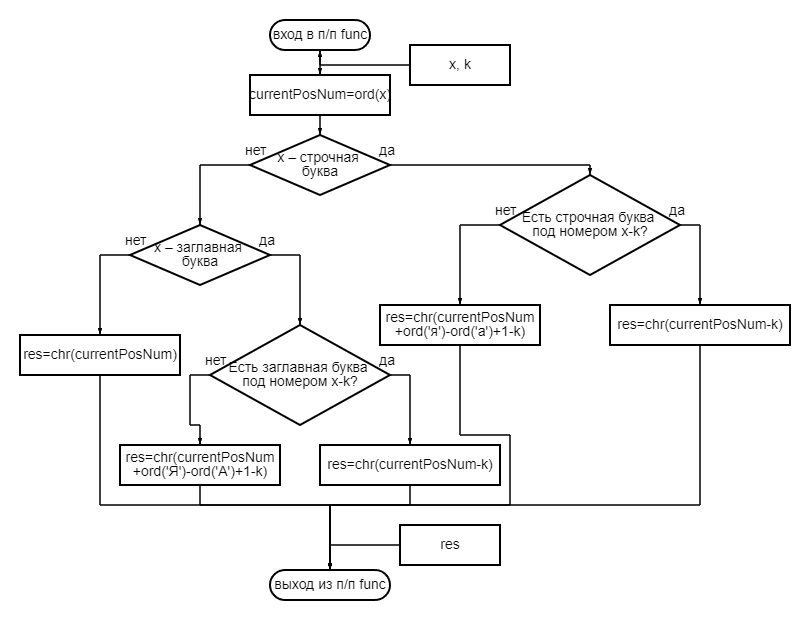 вход в п/п func
x, k
currentPosNum=ord(x)
нет
x – строчная
буква
да
нет
Есть строчная буква
под номером x-k?
да
нет
x – заглавная
буква
да
res=chr(currentPosNum
+ord('я')-ord('а')+1-k)
res=chr(currentPosNum-k)
res=chr(currentPosNum)
нет
Есть заглавная буква
под номером x-k?
да
res=chr(currentPosNum
+ord('Я')-ord('А')+1-k)
res=chr(currentPosNum-k)
res
выход из п/п func